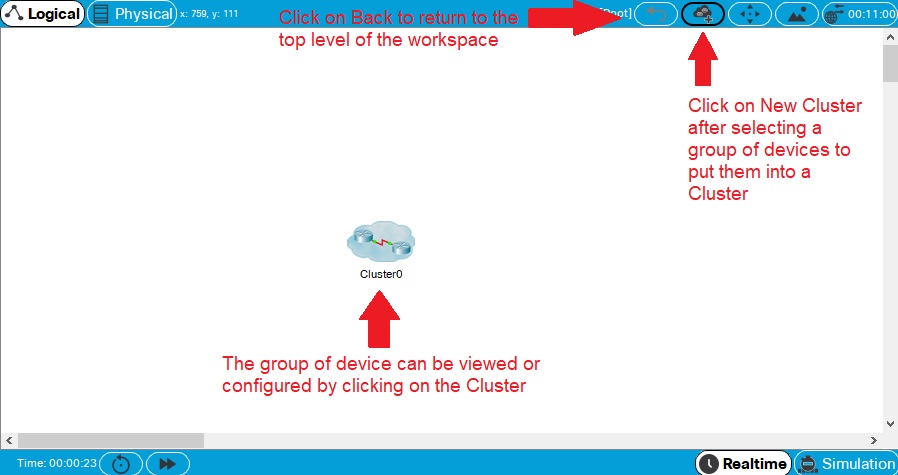 Logical
Physical
x: 759, y: 111
Click on Back to return to the
top level of the workspace
00:11:00
Click on New Cluster
after selecting a
group of devices to
put them into a
Cluster
Cluster0
The group of device can be viewed or
configured by clicking on the Cluster
Time: 00:00:23
Realtime
Simulation